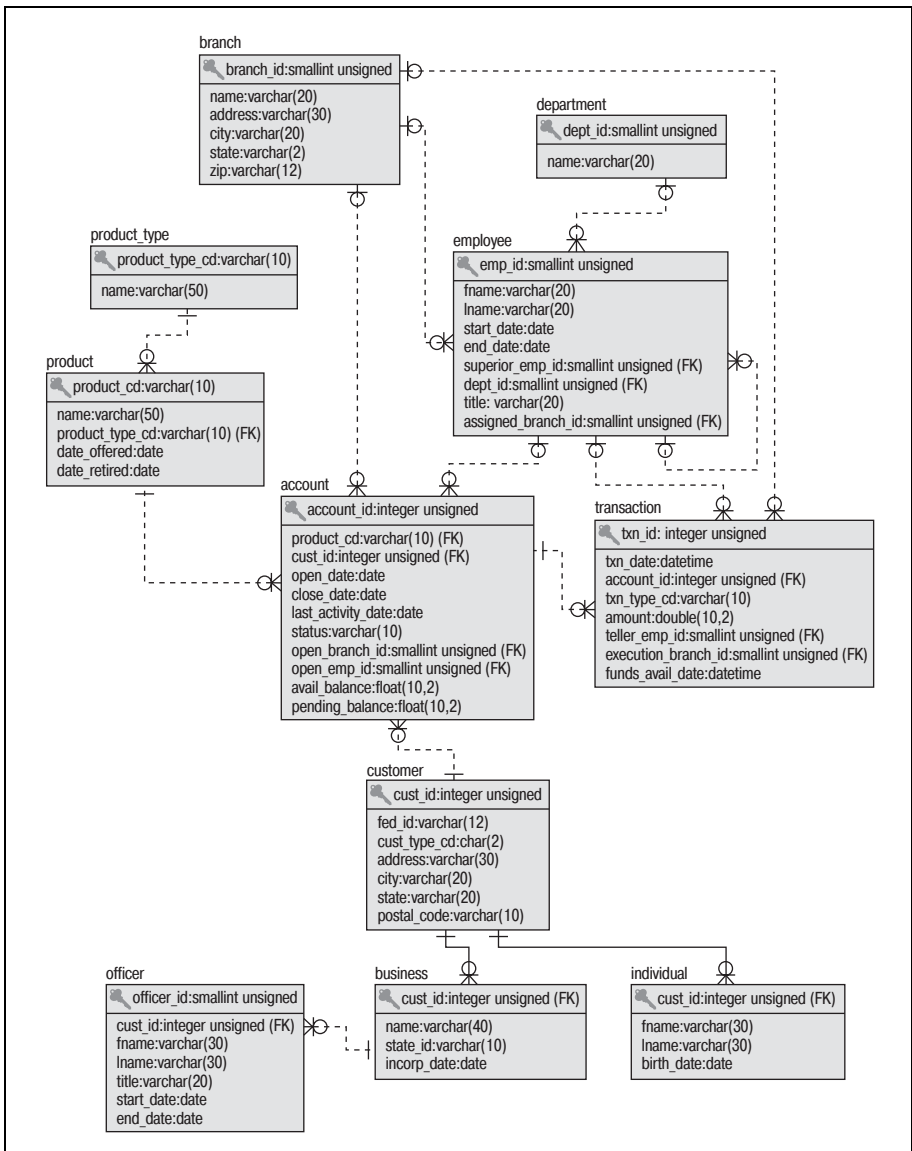 branch
branch_id:smallint unsigned
name:varchar(20)
address:varchar(30)
city:varchar(20)
state:varchar(2)
zip:varchar(12)
department
dept_id:smallint unsigned
name:varchar(20)
product_type
product_type_cd:varchar(10)
name:varchar(50)
employee
emp_id:smallint unsigned
fname:varchar(20)
lname:varchar(20)
start_date:date
end_date:date
superior_emp_id:smallint unsigned (FK)
dept_id:smallint unsigned (FK)
title: varchar(20)
assigned_branch_id:smallint unsigned (FK)
product
product_cd:varchar(10)
name:varchar(50)
product_type_cd:varchar(10) (FK)
date_offered:date
date_retired:date
account
account_id:integer unsigned
product_cd:varchar(10) (FK)
cust_id:integer unsigned (FK)
open_date:date
close_date:date
last_activity_date:date
status:varchar(10)
open_branch_id:smallint unsigned (FK)
open_emp_id:smallint unsigned (FK)
avail_balance:float(10,2)
pending_balance:float(10,2)
transaction
txn_id: integer unsigned
txn_date:datetime
account_id:integer unsigned (FK)
txn_type_cd:varchar(10)
amount:double(10,2)
teller_emp_id:smallint unsigned (FK)
execution_branch_id:smallint unsigned (FK)
funds_avail_date:datetime
customer
cust_id:integer unsigned
fed_id:varchar(12)
cust_type_cd:char(2)
address:varchar(30)
city:varchar(20)
state:varchar(20)
postal_code:varchar(10)
officer
officer_id:smallint unsigned
cust_id:integer unsigned (FK)
fname:varchar(30)
lname:varchar(30)
title:varchar(20)
start_date:date
end_date:date
business
cust_id:integer unsigned (FK)
name:varchar(40)
state_id:varchar(10)
incorp_date:date
individual
cust_id:integer unsigned (FK)
fname:varchar(30)
lname:varchar(30)
birth_date:date